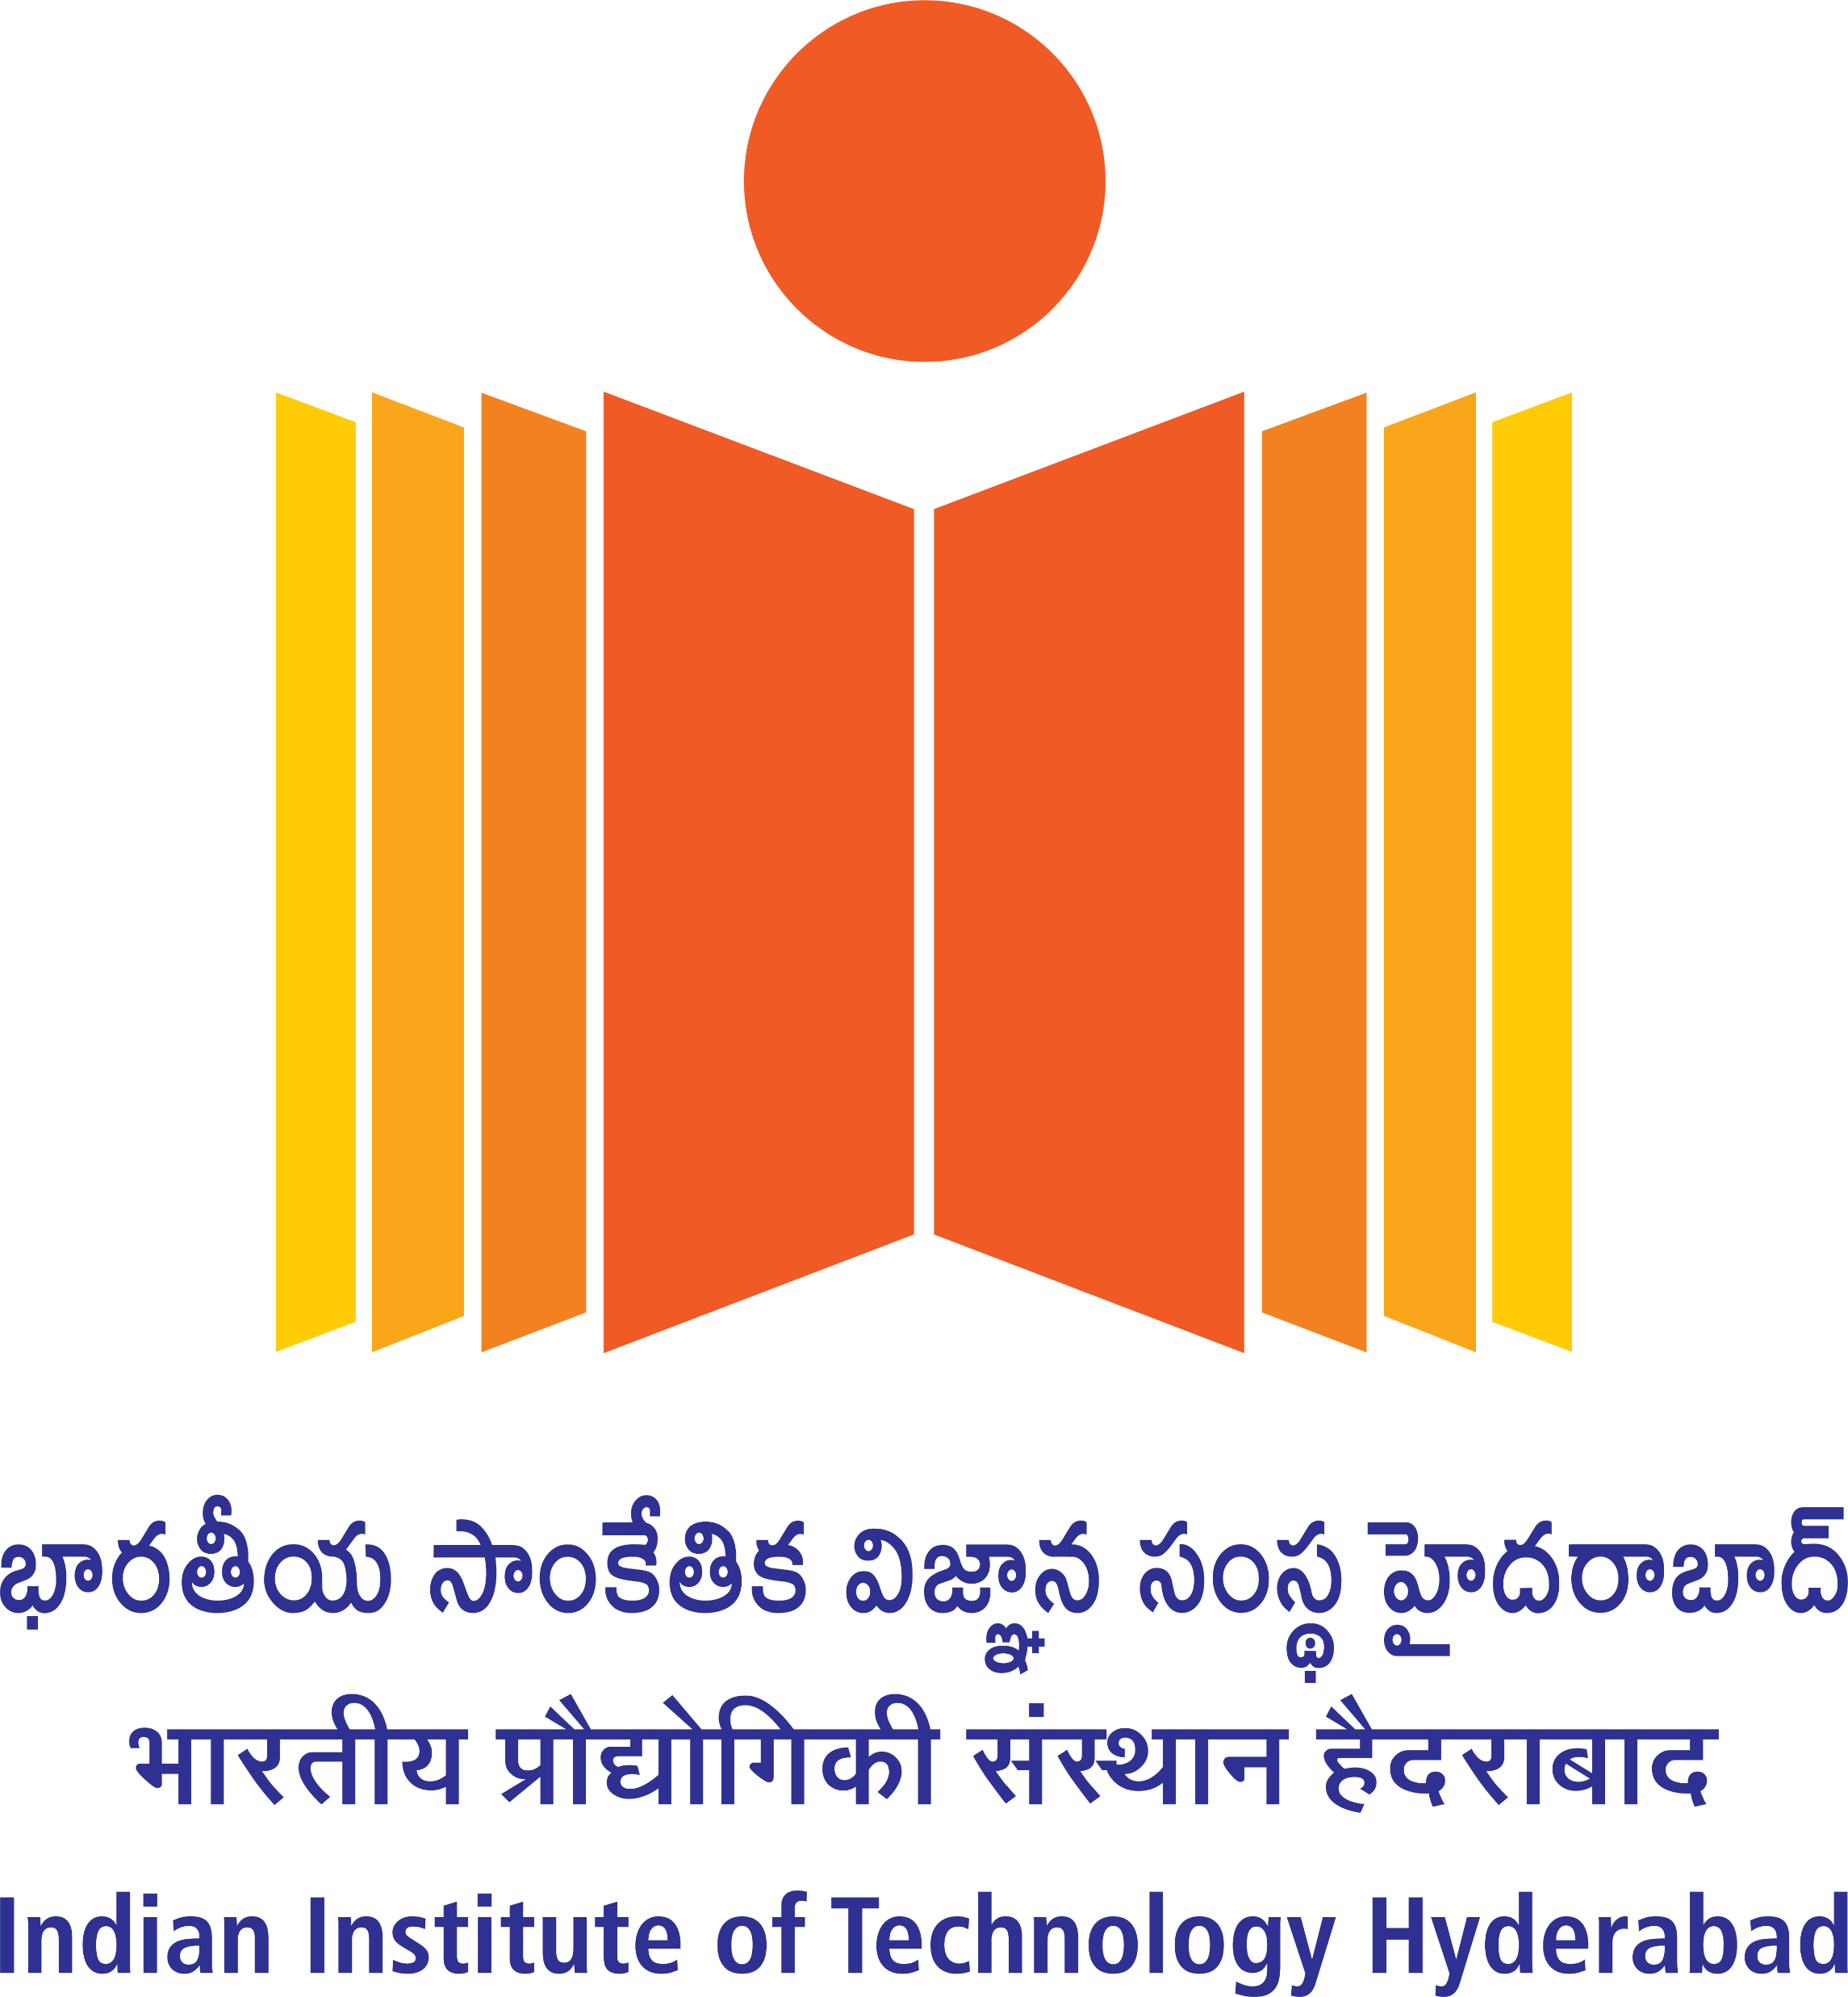 భారతీయ సాంకేతిక విజ్ఞాన సంస్థ హైదరాబాద్
भारतीय प्रौद्योगिकी संस्थान हैदराबाद
Indian Institute of Technology Hyderabad